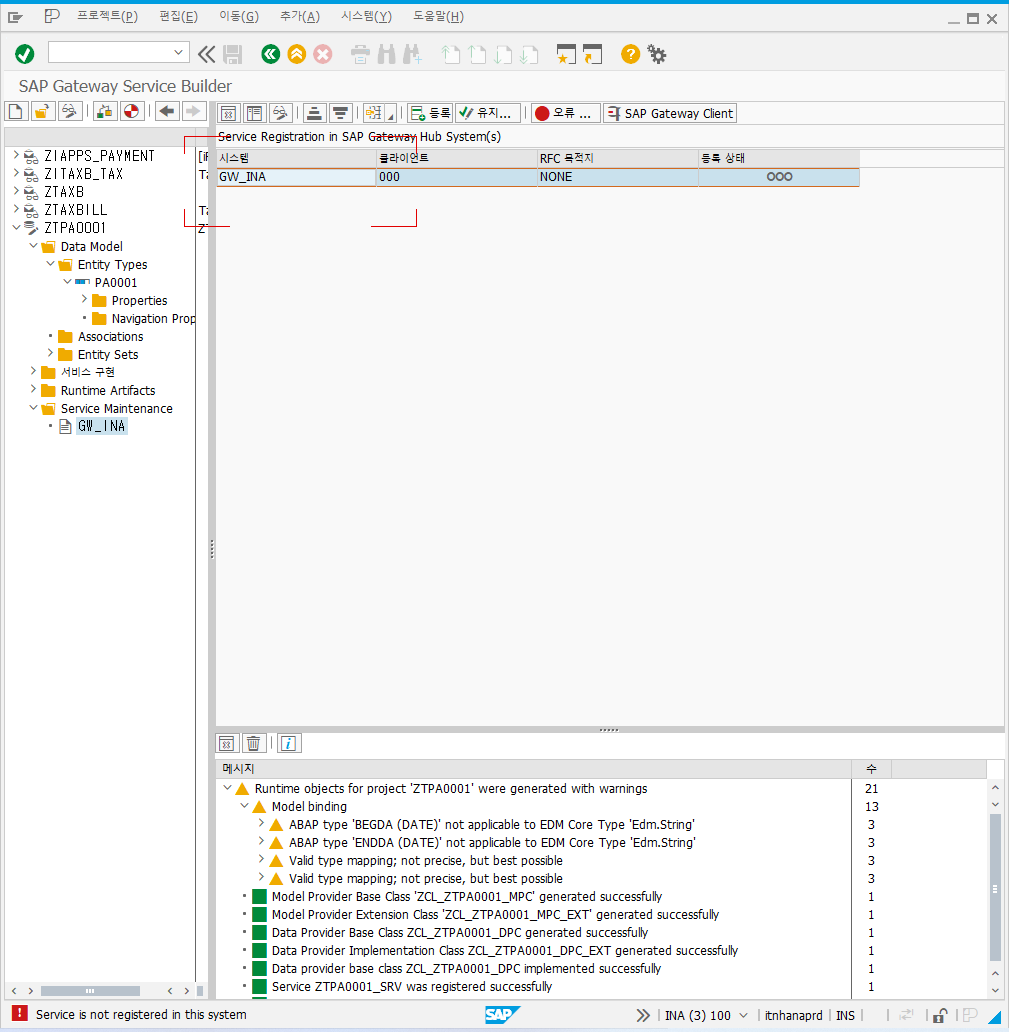 프로젝트(P) 편집(E) 이동(G) 추가(A) 시스템(Y) 도움말(H)
SAP Gateway Service Builder
등록 유지... 오류 ... SAP Gateway Client
Service Registration in SAP Gateway Hub System(s)
시스템 클라이언트 RFC 목적지 등록 상태
GW_INA 000 NONE
ZIAPPS_PAYMENT
ZITAXB_TAX Ta
ZTAXB
ZTAXBILL Ta
ZTPA0001
Data Model
Entity Types
PA0001
Properties
Navigation Prop
Associations
Entity Sets
서비스 구현
Runtime Artifacts
Service Maintenance
GW_INA
메시지 수
Runtime objects for project 'ZTPA0001' were generated with warnings 21
Model binding 13
ABAP type 'BEGDA (DATE)' not applicable to EDM Core Type 'Edm.String' 3
ABAP type 'ENDDA (DATE)' not applicable to EDM Core Type 'Edm.String' 3
Valid type mapping; not precise, but best possible 3
Valid type mapping; not precise, but best possible 3
Model Provider Base Class 'ZCL_ZTPA0001_MPC' generated successfully 1
Model Provider Extension Class 'ZCL_ZTPA0001_MPC_EXT' generated successfully 1
Data Provider Base Class ZCL_ZTPA0001_DPC generated successfully 1
Data Provider Implementation Class ZCL_ZTPA0001_DPC_EXT generated successfully 1
Data provider base class ZCL_ZTPA0001_DPC implemented successfully 1
Service ZTPA0001_SRV was registered successfully 1
Service is not registered in this system SAP INA (3) 100 itnhanaprd INS